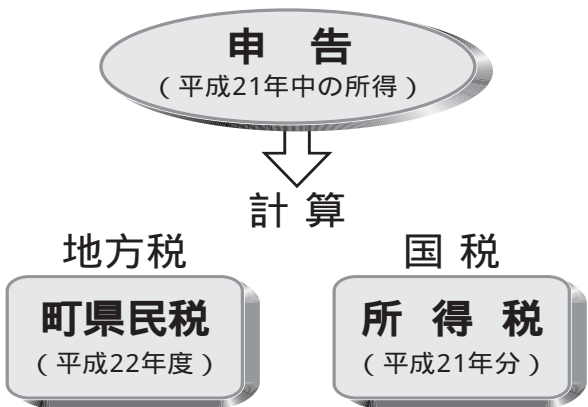 申 告
（平成21年中の所得）
計 算
地方税
町県民税
（平成22年度）
国 税
所 得 税
（平成21年分）